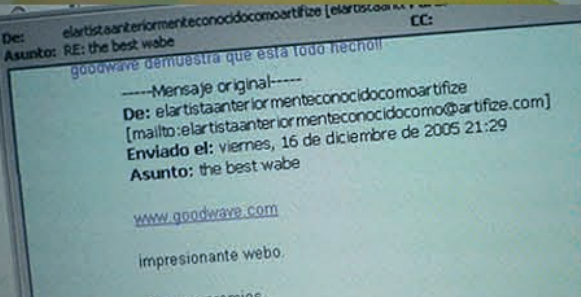 De: elartistaanteriormenteconocidocomoartifize
CC:
Asunto: RE: the best wabe
goodwave demuestra que esta todo hecho!!
-----Mensaje original-----
De: elartistaanteriormenteconocidocomoartifize
[mailto:elartistaanteriormenteconocidocomo@artifize.com]
Enviado el: viernes, 16 de diciembre de 2005 21:29
Asunto: the best wabe
www.goodwave.com
impresionante webo.